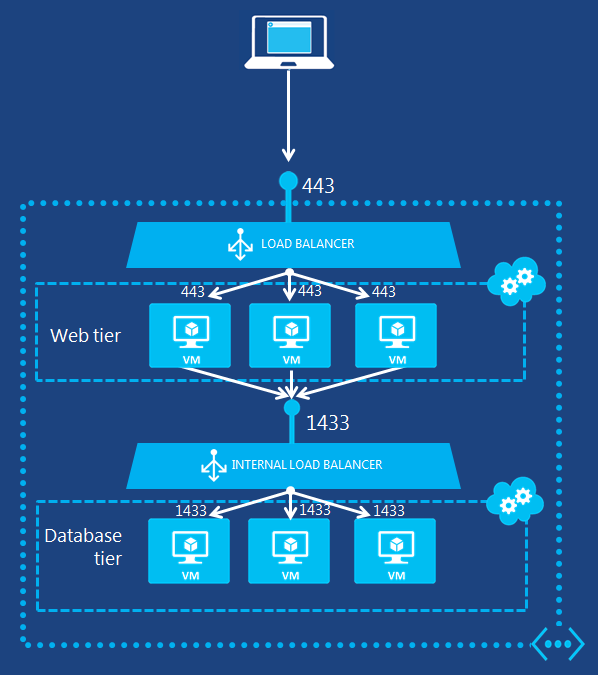 443
LOAD BALANCER
443
443
443
Web tier
VM
VM
VM
1433
INTERNAL LOAD BALANCER
1433
1433
1433
Database
tier
VM
VM
VM